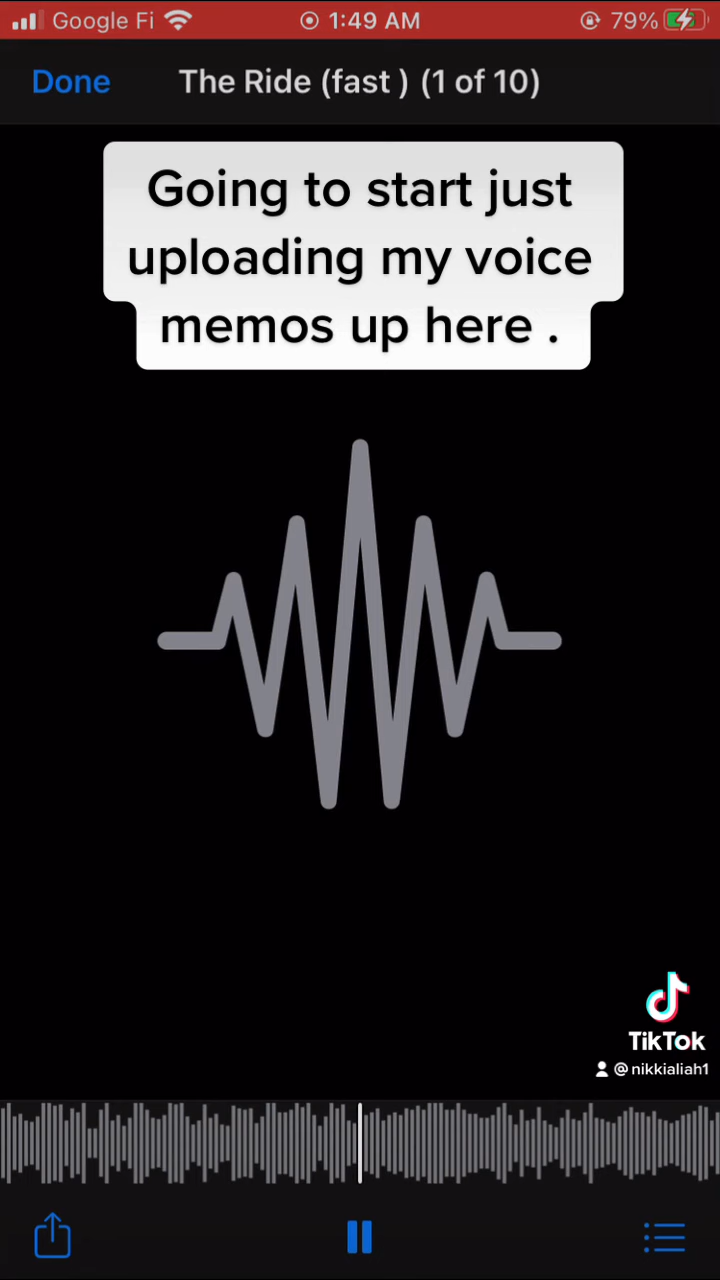 Google Fi 1:49 AM 79%
Done The Ride (fast ) (1 of 10)
Going to start just
uploading my voice
memos up here .
TikTok
@nikkialiah1